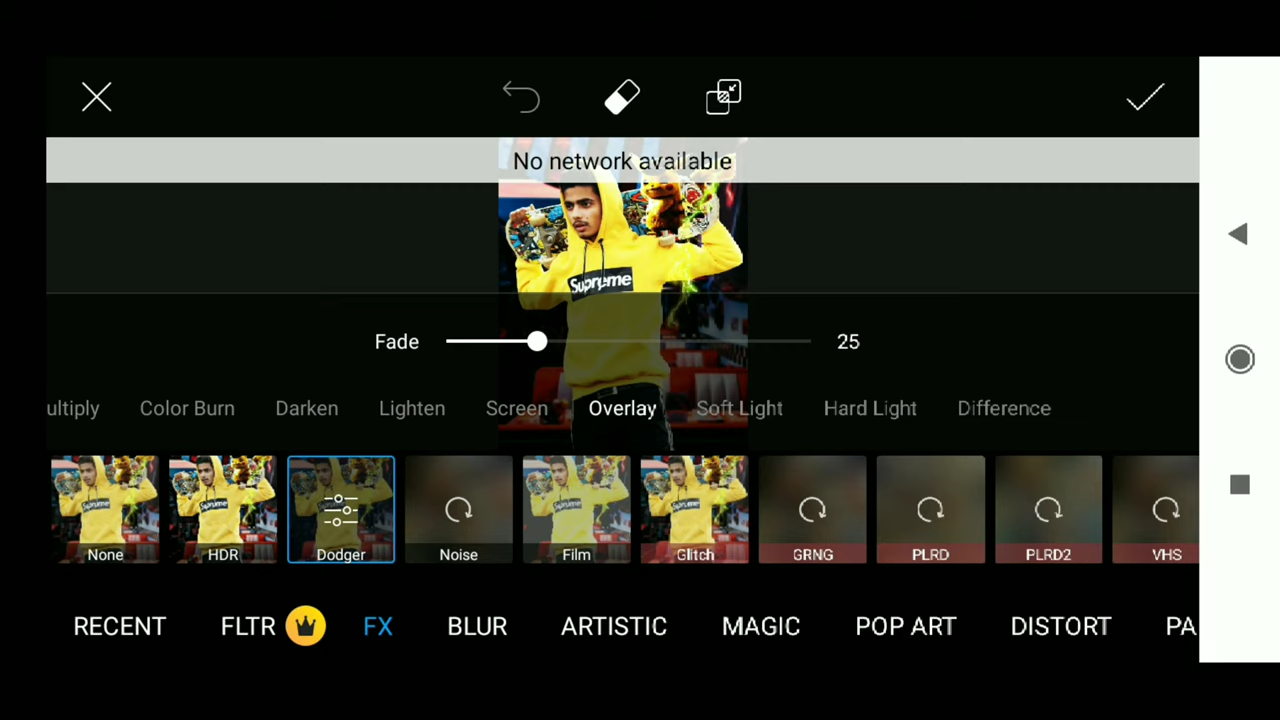 No network available
Supreme
Fade 25
ultiply Color Burn Darken Lighten Screen Overlay Soft Light Hard Light Difference
None HDR Dodger Noise Film Glitch GRNG PLRD PLRD2 VHS
RECENT FLTR FX BLUR ARTISTIC MAGIC POP ART DISTORT PA